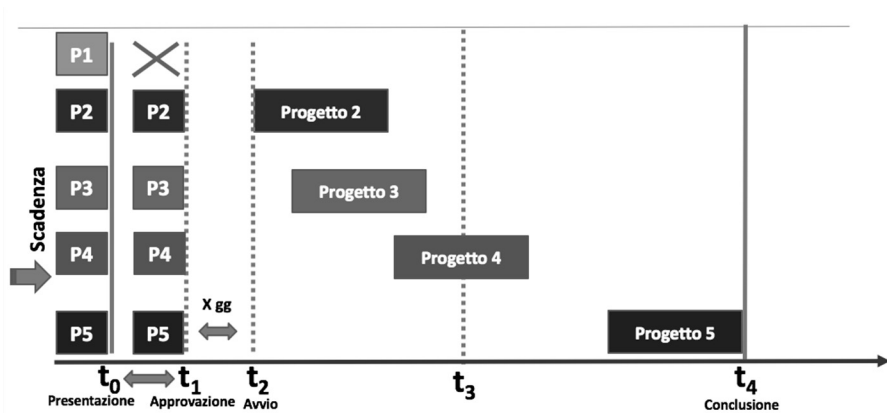 P1
P2
P2
Progetto 2
P3
P3
Progetto 3
Scadenza
P4
P4
Progetto 4
X gg
P5
P5
Progetto 5
t0
t1
t2
t3
t4
Presentazione
Approvazione
Avvio
Conclusione